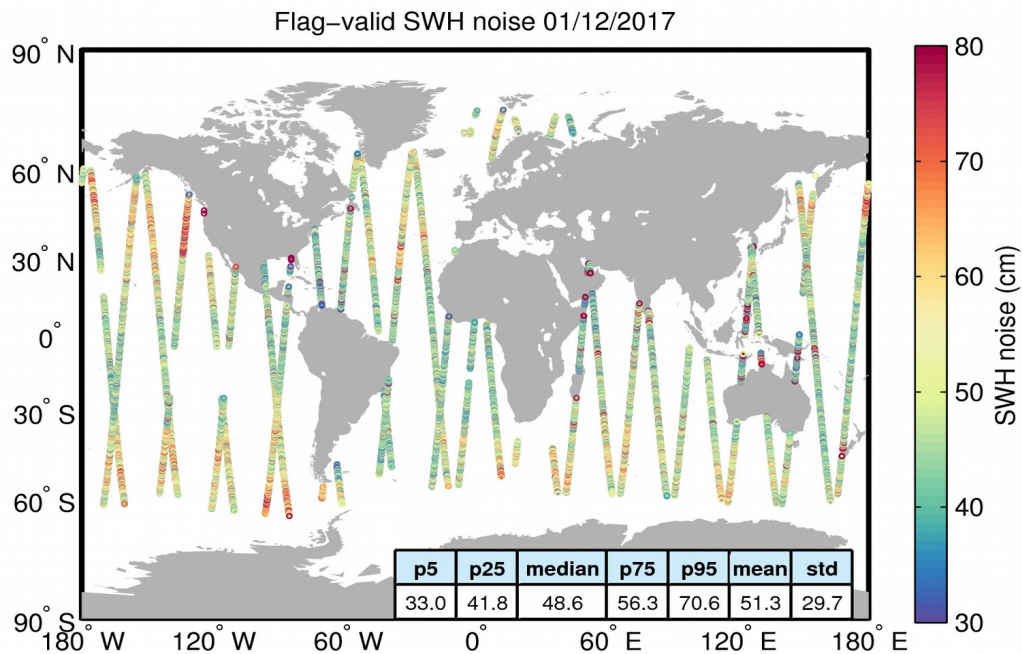 Flag−valid SWH noise 01/12/2017
90° N
60° N
30° N
0°
30° S
60° S
90° S
180° W
120° W
60° W
0°
60° E
120° E
180° E
p5 p25 median p75 p95 mean std
33.0 41.8 48.6 56.3 70.6 51.3 29.7
80
70
60
50
40
30
SWH noise (cm)